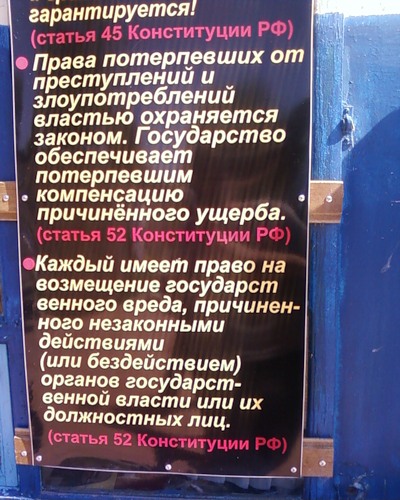 гарантируется!
(статья 45 Конституции РФ)
Права потерпевших от
преступлений и
злоупотреблений
властью охраняется
законом. Государство
обеспечивает
потерпевшим
компенсацию
причинённого ущерба.
(статья 52 Конституции РФ)
Каждый имеет право на
возмещение государст
венного вреда, причинен-
ного незаконными
действиями
(или бездействием)
органов государст-
венной власти или их
должностных лиц.
(статья 52 Конституции РФ)